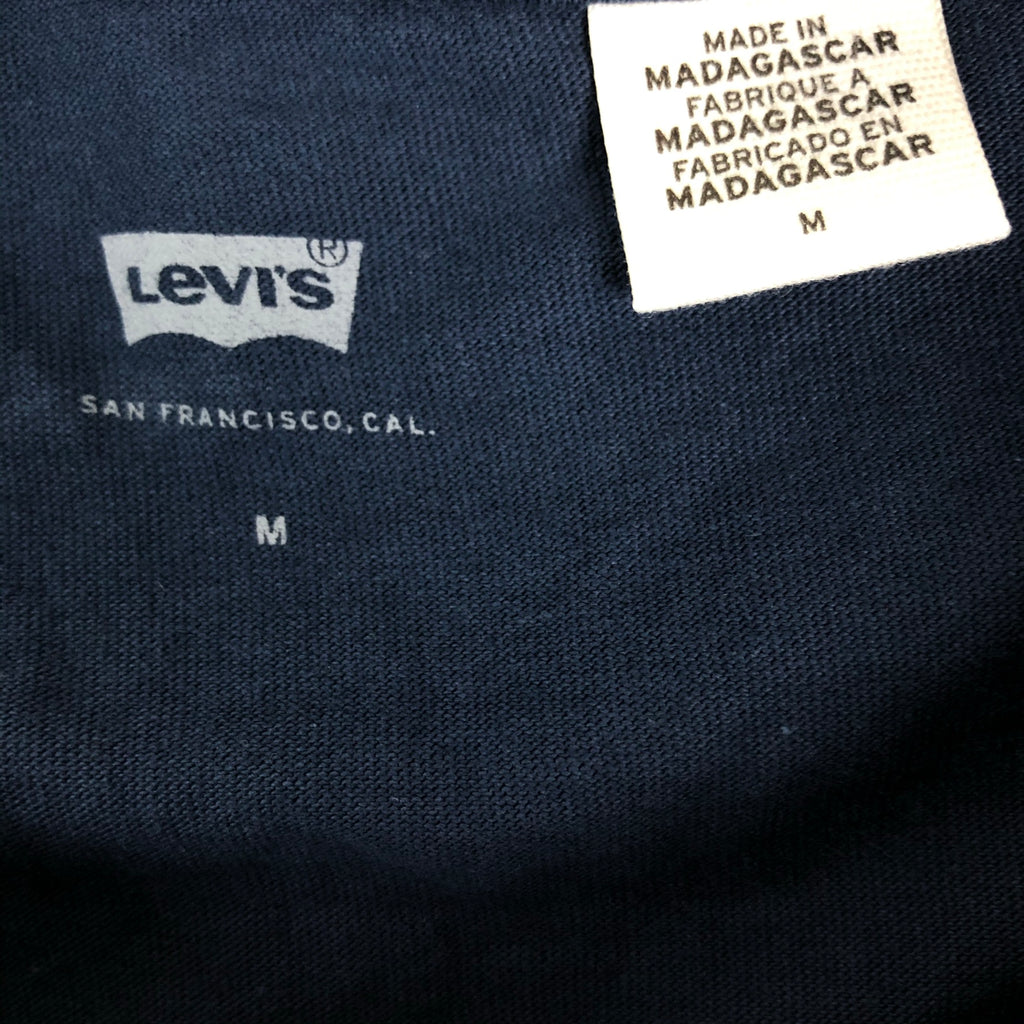 MADE IN
MADAGASCAR
FABRIQUE A
MADAGASCAR
FABRICADO EN
MADAGASCAR
M
LEVI'S ®
SAN FRANCISCO, CAL.
M